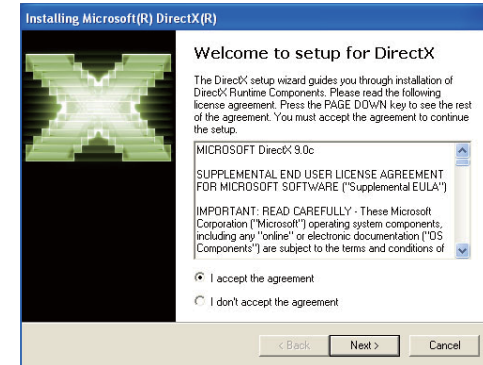 Installing Microsoft(R) DirectX(R)
Welcome to setup for DirectX
The DirectX setup wizard guides you through installation of
DirectX Runtime Components. Please read the following
license agreement. Press the PAGE DOWN key to see the rest
of the agreement. You must accept the agreement to continue
the setup.
MICROSOFT DirectX 9.0c
SUPPLEMENTAL END USER LICENSE AGREEMENT
FOR MICROSOFT SOFTWARE ("Supplemental EULA")
IMPORTANT: READ CAREFULLY - These Microsoft
Corporation ("Microsoft") operating system components,
including any "online" or electronic documentation ("OS
Components") are subject to the terms and conditions of
I accept the agreement
I don't accept the agreement
< Back
Next >
Cancel